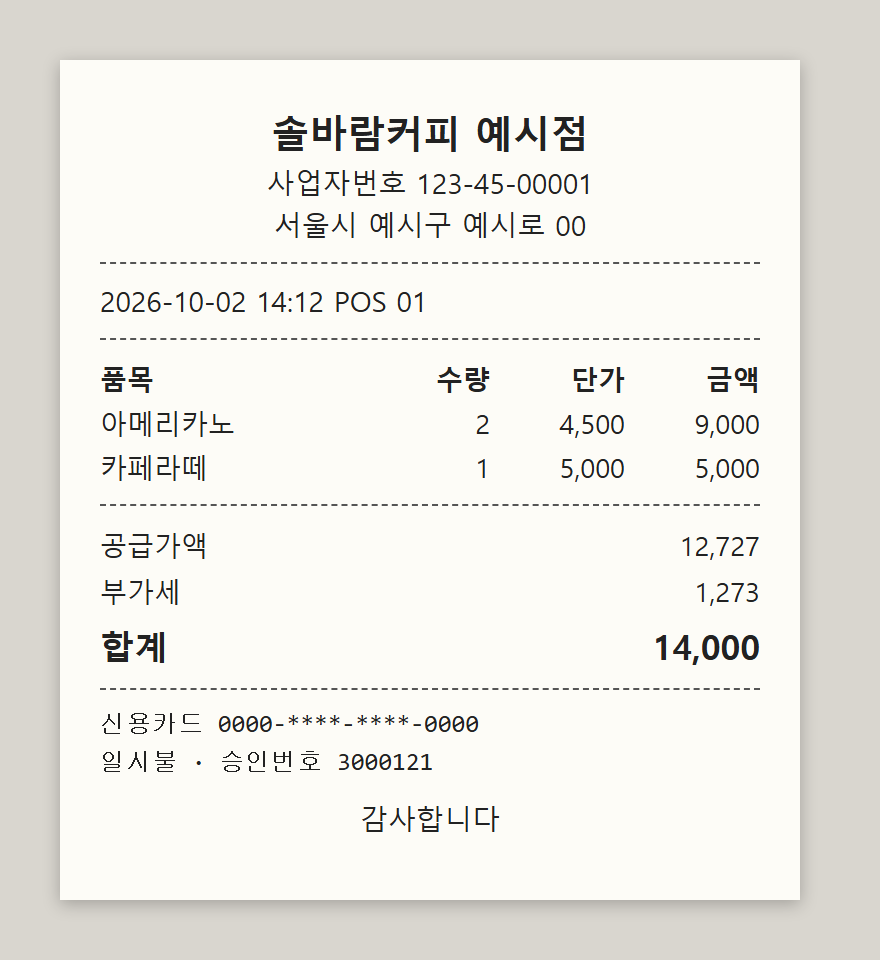 솔바람커피 예시점
사업자번호 123-45-00001
서울시 예시구 예시로 00
2026-10-02 14:12 POS 01
품목 수량 단가 금액
아메리카노 2 4,500 9,000
카페라떼 1 5,000 5,000
공급가액 12,727
부가세 1,273
합계 14,000
신용카드 0000-****-****-0000
일시불 · 승인번호 3000121
감사합니다